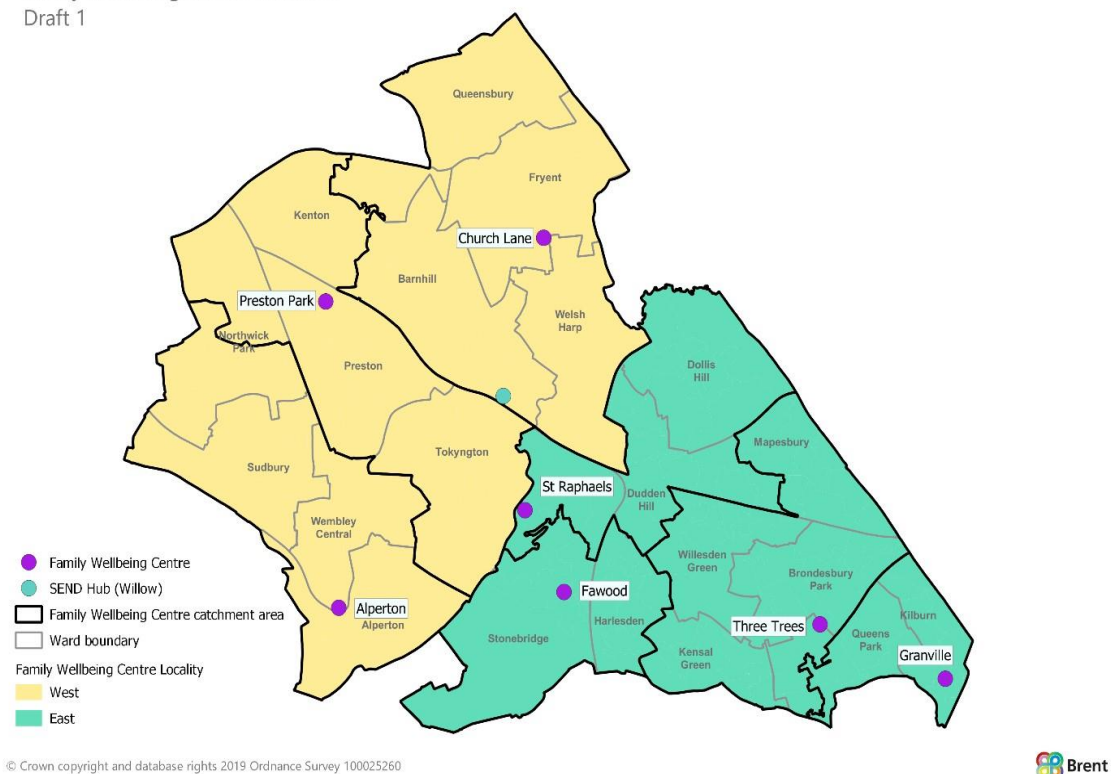 Draft 1
Queensbury
Fryent
Kenton
Church Lane
Barnhill
Preston Park
Welsh
Harp
Northwick
Park
Preston
Dollis
Hill
Mapesbury
Tokyngton
Sudbury
St Raphaels
Dudden
Hill
Wembley
Central
Willesden
Green
Brondesbury
Park
Fawood
Alperton
Alperton
Harlesden
Stonebridge
Three Trees
Kilburn
Queens
Park
Kensal
Green
Granville
Family Wellbeing Centre
SEND Hub (Willow)
Family Wellbeing Centre catchment area
Ward boundary
Family Wellbeing Centre Locality
West
East
© Crown copyright and database rights 2019 Ordnance Survey 100025260
Brent